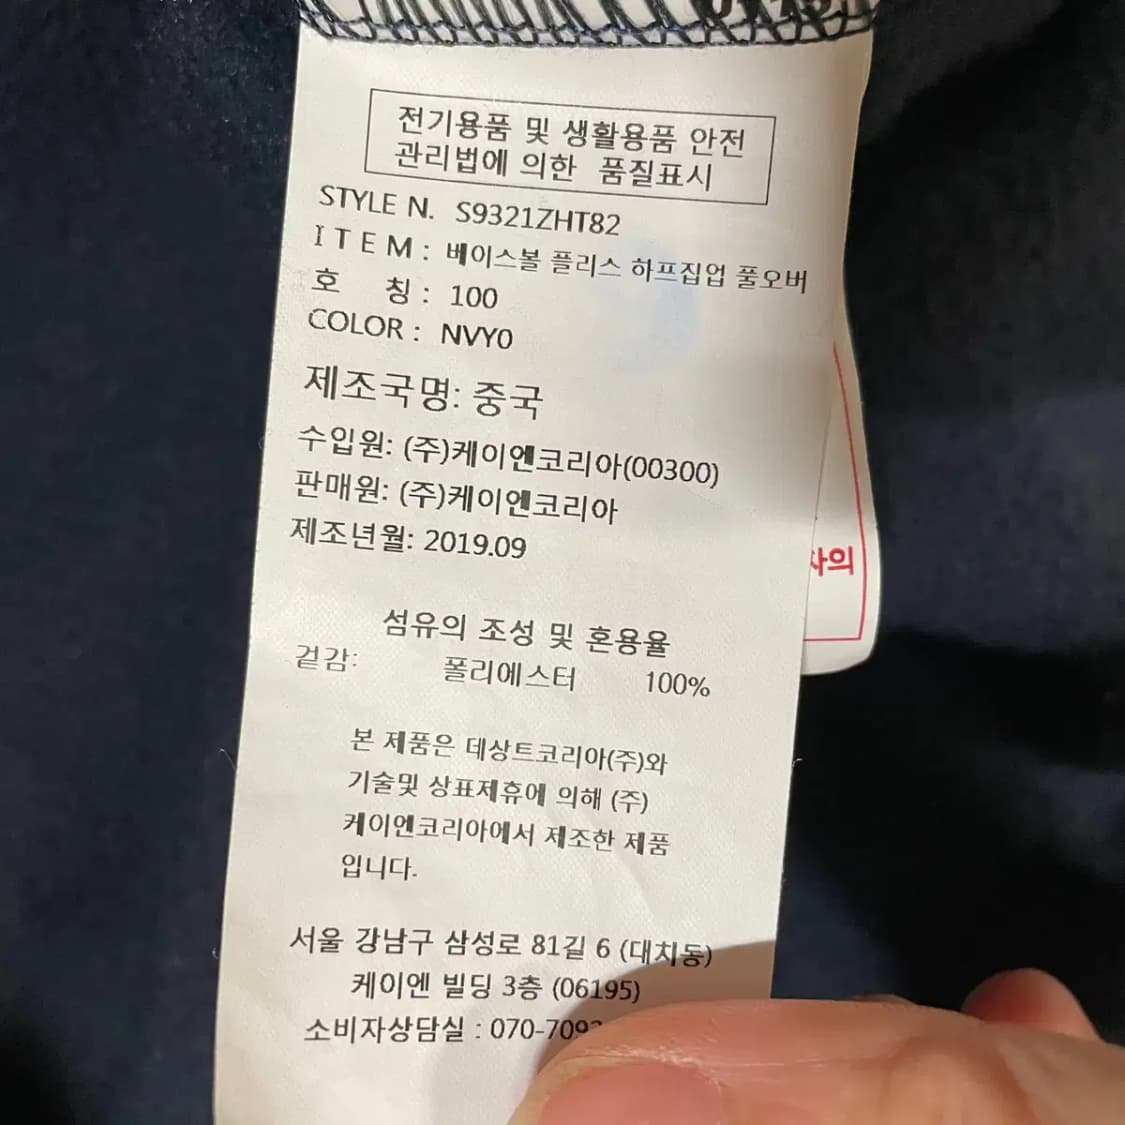 전기용품 및 생활용품 안전
관리법에 의한 품질표시
STYLE N. S9321ZHT82
ITEM : 베이스볼 플리스 하프집업 풀오버
호 칭 : 100
COLOR : NVY0
제조국명: 중국
수입원: (주)케이엔코리아(00300)
판매원: (주)케이엔코리아
제조년월: 2019.09
섬유의 조성 및 혼용율
겉감: 폴리에스터 100%
본 제품은 데상트코리아(주)와
기술및 상표제휴에 의해 (주)
케이엔코리아에서 제조한 제품
입니다.
서울 강남구 삼성로 81길 6 (대치동)
케이엔 빌딩 3층 (06195)
소비자상담실 : 070-709